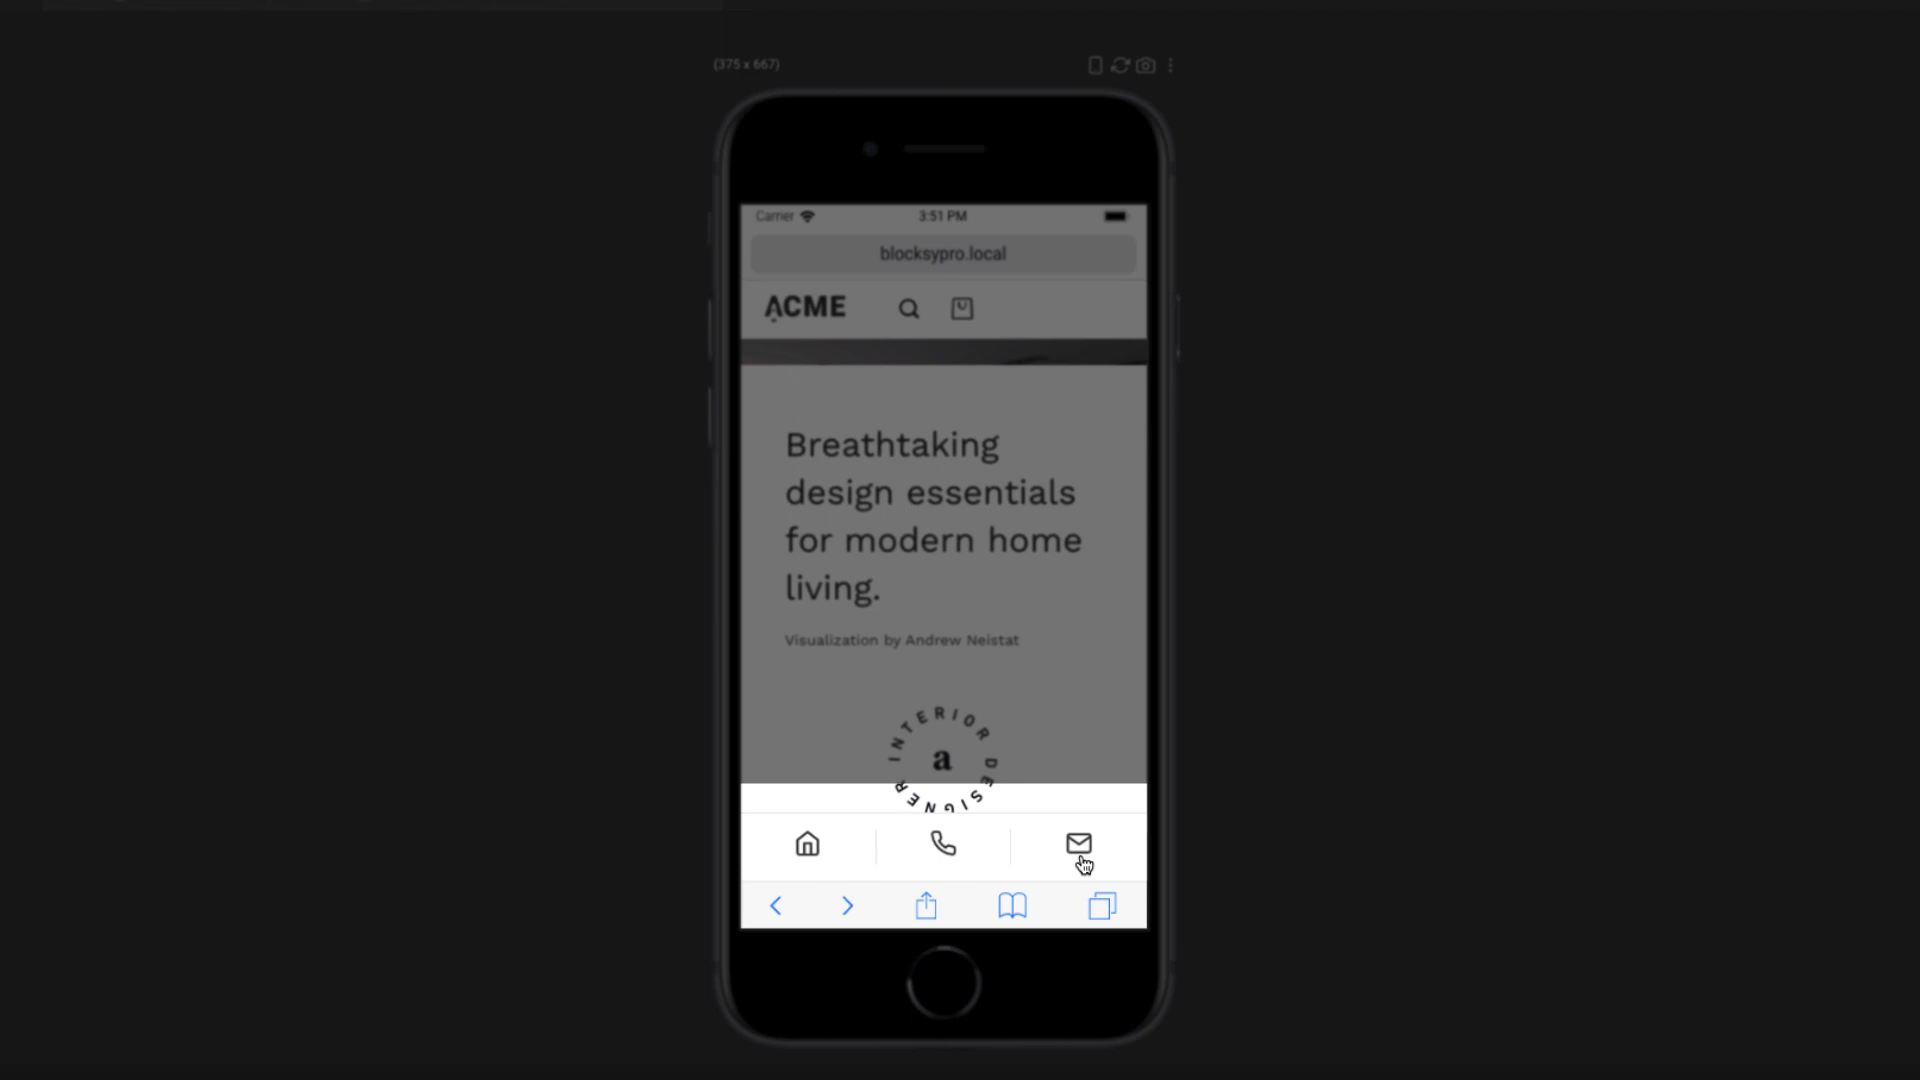 (375 x 667)
Carrier 3:51 PM
blocksypro.local
ACME
Breathtaking
design essentials
for modern home
living.
Visualization by Andrew Neistat
INTERIOR DESIGNER
a